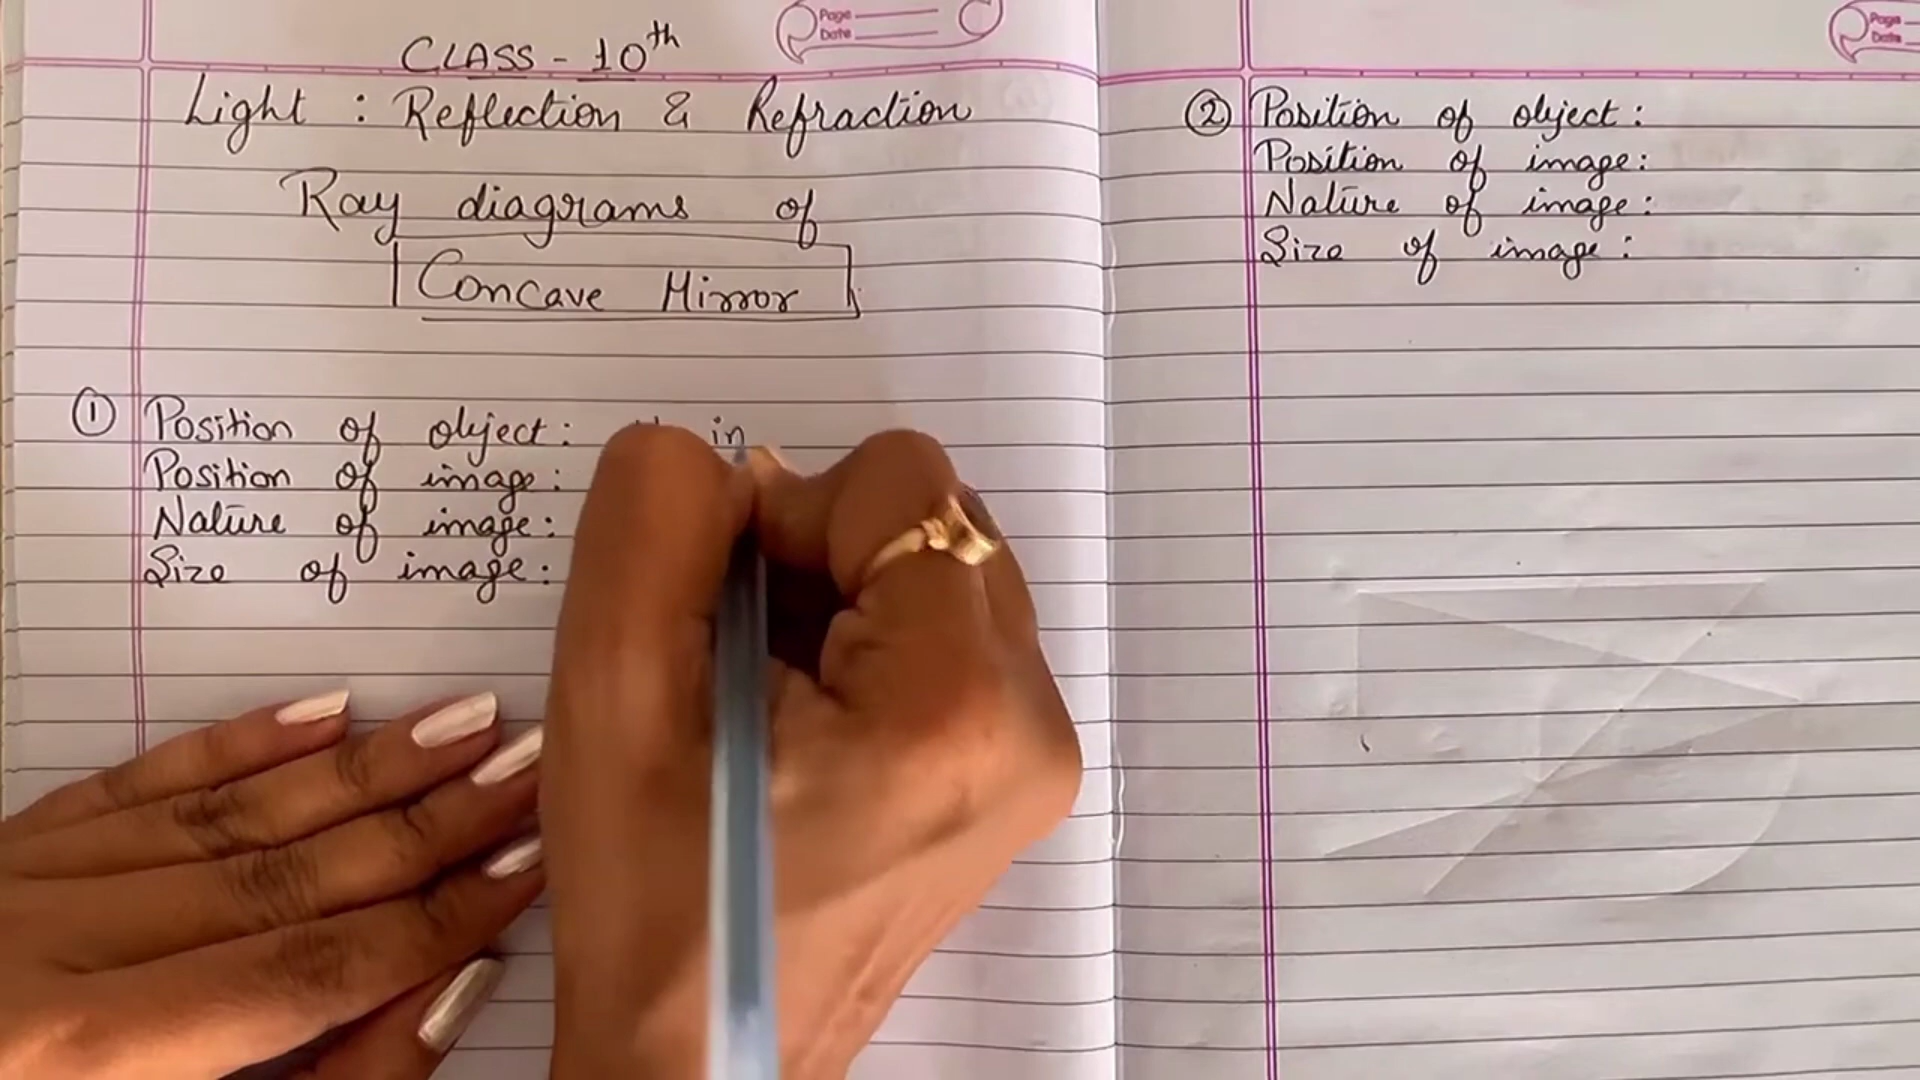 Page
Date
CLASS - 10th
Light : Reflection & Refraction
Ray diagrams of
Concave Mirror
① Position of object: in
Position of image:
Nature of image:
Size of image:
Page
Date
② Position of object:
Position of image:
Nature of image:
Size of image: